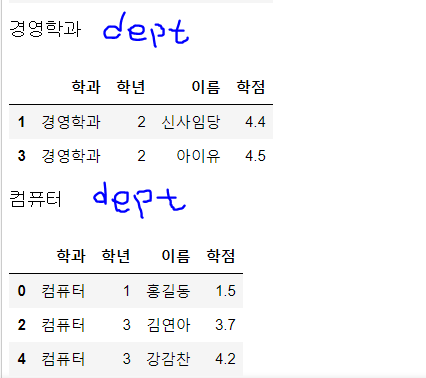 경영학과 dept
학과 학년 이름 학점
1 경영학과 2 신사임당 4.4
3 경영학과 2 아이유 4.5
컴퓨터 dept
학과 학년 이름 학점
0 컴퓨터 1 홍길동 1.5
2 컴퓨터 3 김연아 3.7
4 컴퓨터 3 강감찬 4.2